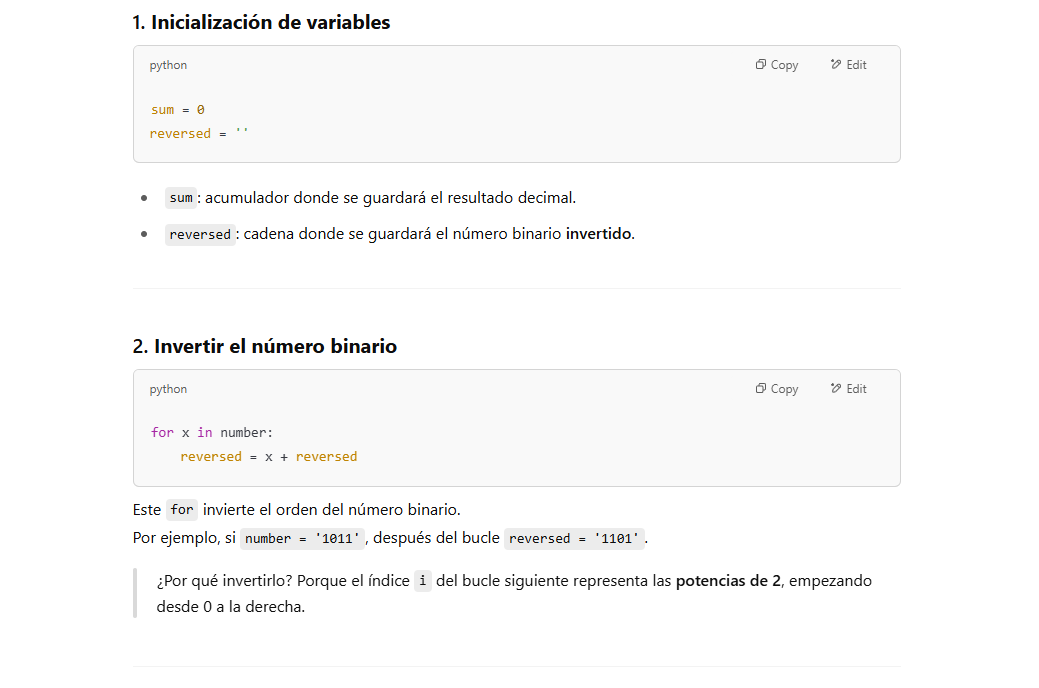 1. Inicialización de variables
python Copy Edit
sum = 0
reversed = ''
• sum: acumulador donde se guardará el resultado decimal.
• reversed: cadena donde se guardará el número binario invertido.
2. Invertir el número binario
python Copy Edit
for x in number:
    reversed = x + reversed
Este for invierte el orden del número binario.
Por ejemplo, si number = '1011', después del bucle reversed = '1101'.
¿Por qué invertirlo? Porque el índice i del bucle siguiente representa las potencias de 2, empezando
desde 0 a la derecha.